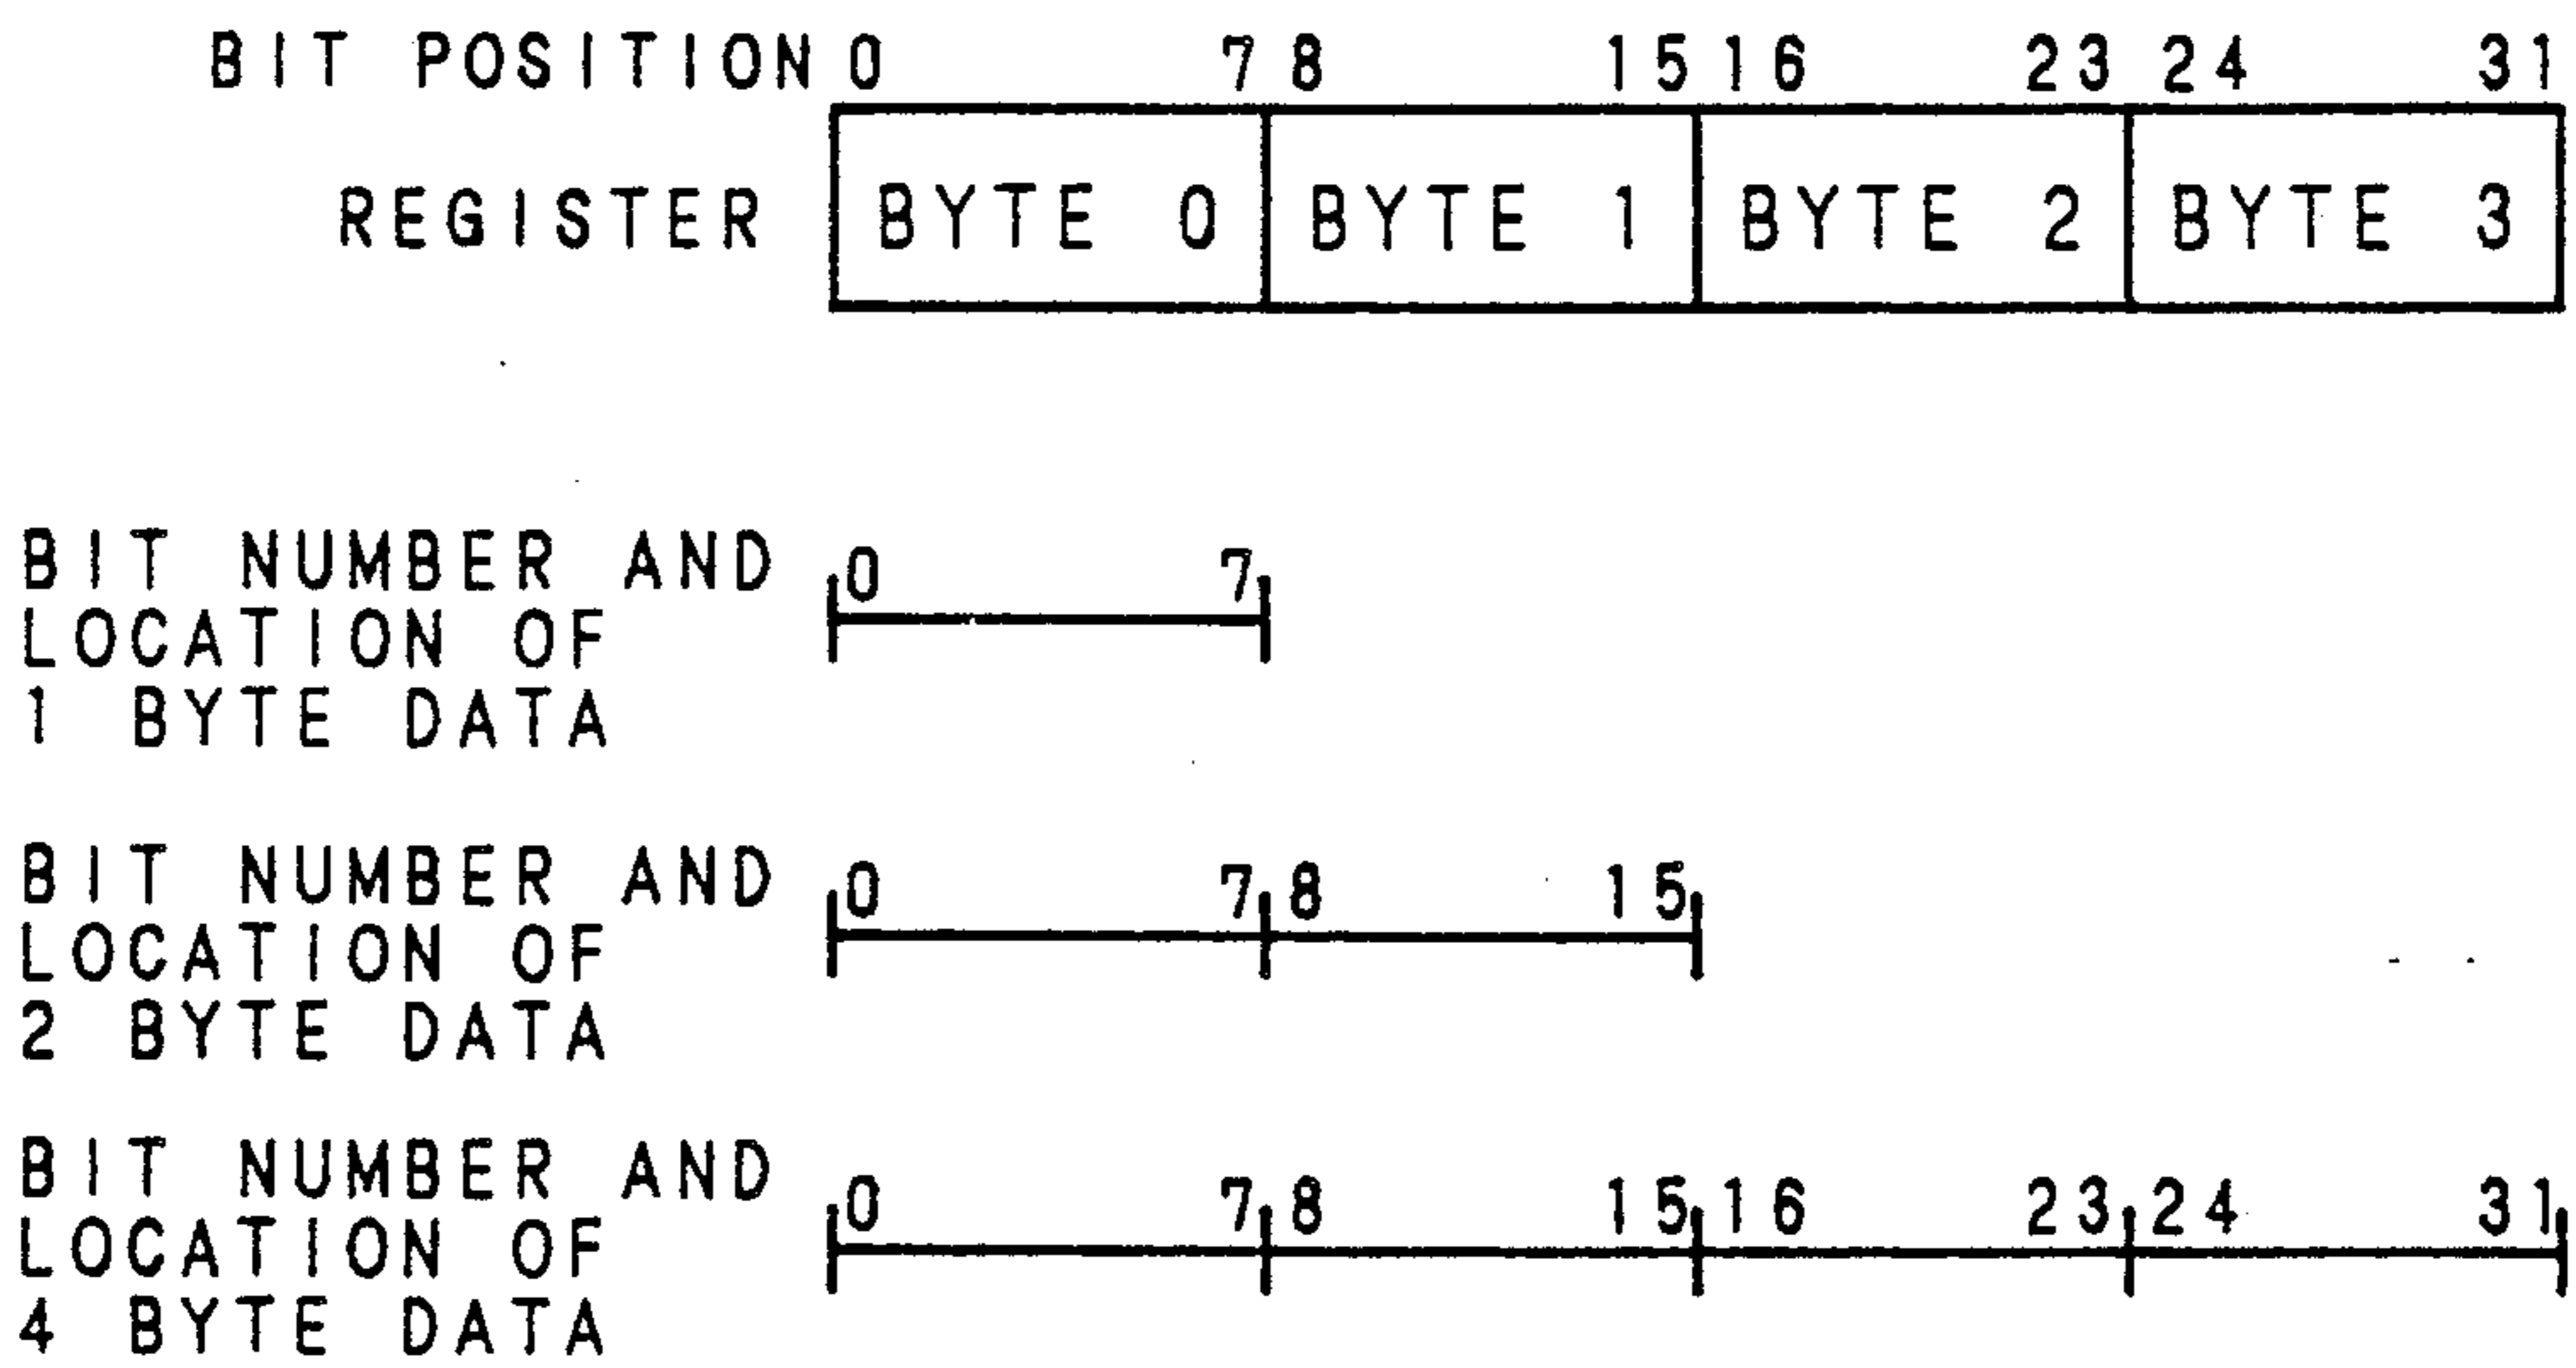 BIT POSITION 0 7 8 15 16 23 24 31
REGISTER BYTE 0 BYTE 1 BYTE 2 BYTE 3
BIT NUMBER AND 0 7
LOCATION OF
1 BYTE DATA
BIT NUMBER AND 0 7 8 15
LOCATION OF
2 BYTE DATA
BIT NUMBER AND 0 7 8 15 16 23 24 31
LOCATION OF
4 BYTE DATA